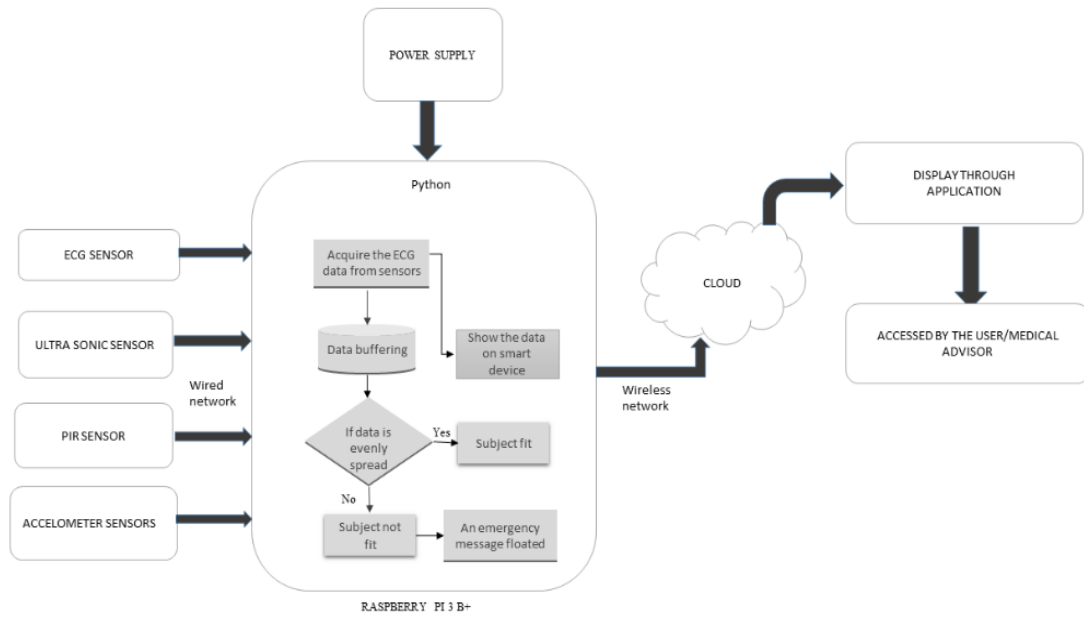 POWER SUPPLY
Python
ECG SENSOR
ULTRA SONIC SENSOR
Wired
network
PIR SENSOR
ACCELOMETER SENSORS
Acquire the ECG
data from sensors
Data buffering
Show the data
on smart
device
If data is
evenly
spread
Yes
Subject fit
No
Subject not
fit
An emergency
message floated
RASPBERRY PI 3 B+
Wireless
network
CLOUD
DISPLAY THROUGH
APPLICATION
ACCESSED BY THE USER/MEDICAL
ADVISOR